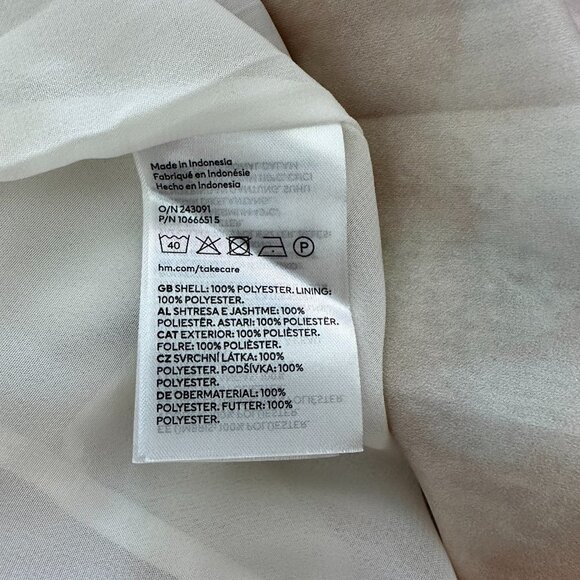 Made in Indonesia
Fabriqué en Indonésie
Hecho en Indonesia
O/N 243091
P/N 1066651 5
40
P
hm.com/takecare
GB SHELL: 100% POLYESTER. LINING:
100% POLYESTER.
AL SHTRESA E JASHTME: 100%
POLIESTËR. ASTARI: 100% POLIESTËR.
CAT EXTERIOR: 100% POLIÈSTER.
FOLRE: 100% POLIÈSTER.
CZ SVRCHNÍ LÁTKA: 100%
POLYESTER. PODŠÍVKA: 100%
POLYESTER.
DE OBERMATERIAL: 100%
POLYESTER. FUTTER: 100%
POLYESTER.